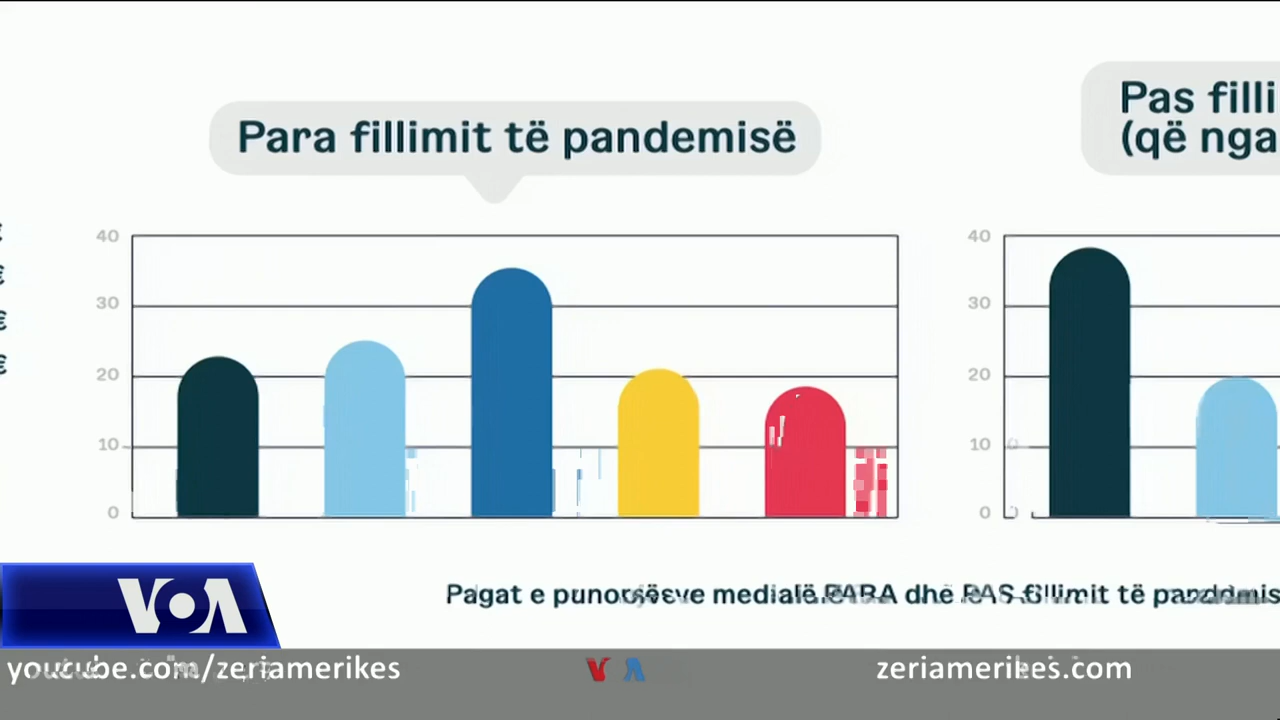 Para fillimit të pandemisë
Pas filli
(që nga
€
€
€
€
40
30
20
10
0
40
30
20
10
0
Pagat e punonjësve medialë PARA dhe PAS fillimit të pandemis
VOA
youtube.com/zeriamerikes
VOA
zeriamerikes.com